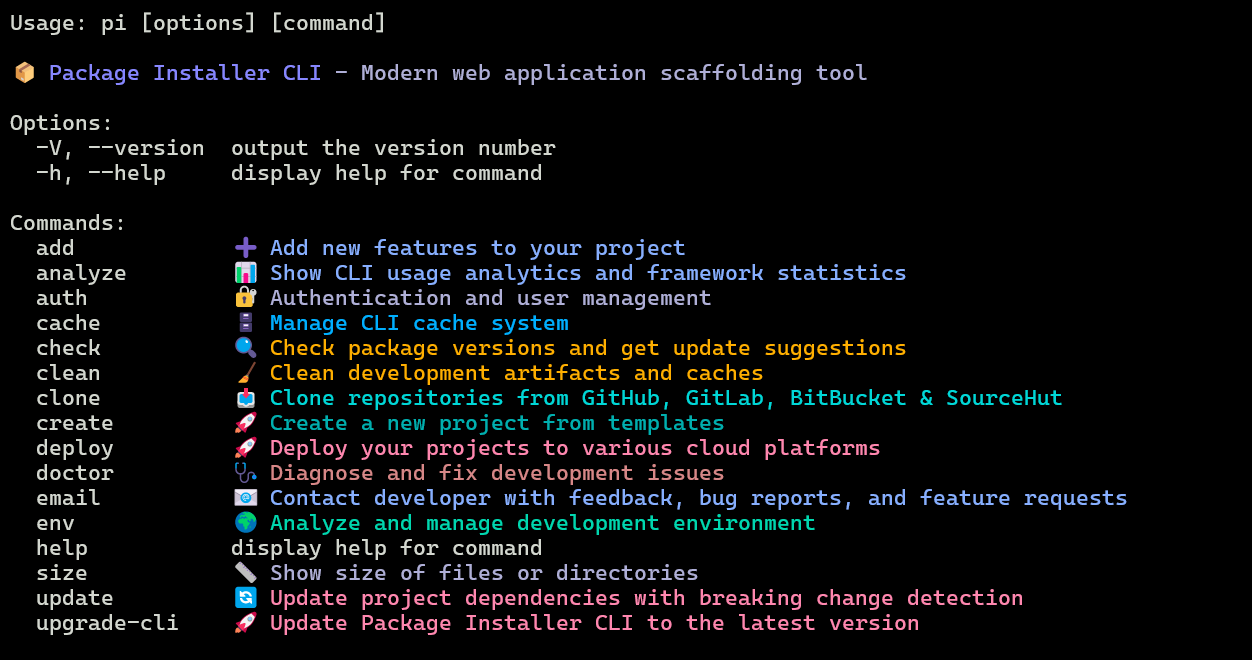 Usage: pi [options] [command]
📦 Package Installer CLI - Modern web application scaffolding tool
Options:
-V, --version  output the version number
-h, --help     display help for command
Commands:
add            ➕ Add new features to your project
analyze        📊 Show CLI usage analytics and framework statistics
auth           🔐 Authentication and user management
cache          🗄️ Manage CLI cache system
check          🔍 Check package versions and get update suggestions
clean          🧹 Clean development artifacts and caches
clone          📥 Clone repositories from GitHub, GitLab, BitBucket & SourceHut
create         🚀 Create a new project from templates
deploy         🚀 Deploy your projects to various cloud platforms
doctor         🩺 Diagnose and fix development issues
email          📧 Contact developer with feedback, bug reports, and feature requests
env            🌍 Analyze and manage development environment
help           display help for command
size           📏 Show size of files or directories
update         🔄 Update project dependencies with breaking change detection
upgrade-cli    🚀 Update Package Installer CLI to the latest version